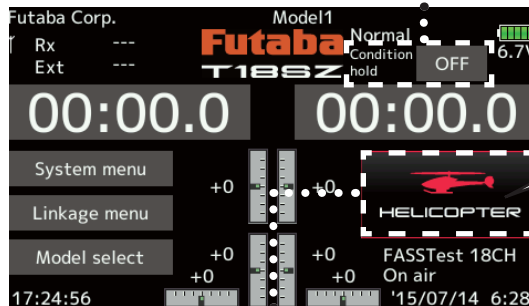 Futaba Corp.
Model1
Rx ---
Ext ---
Futaba
T18SZ
Normal
Condition
hold
OFF
6.7V
00:00.0
00:00.0
System menu
Linkage menu
Model select
+0
+0
+0
+0
+0
+0
HELICOPTER
FASSTest 18CH
On air
17:24:56
'15/07/14 6:28